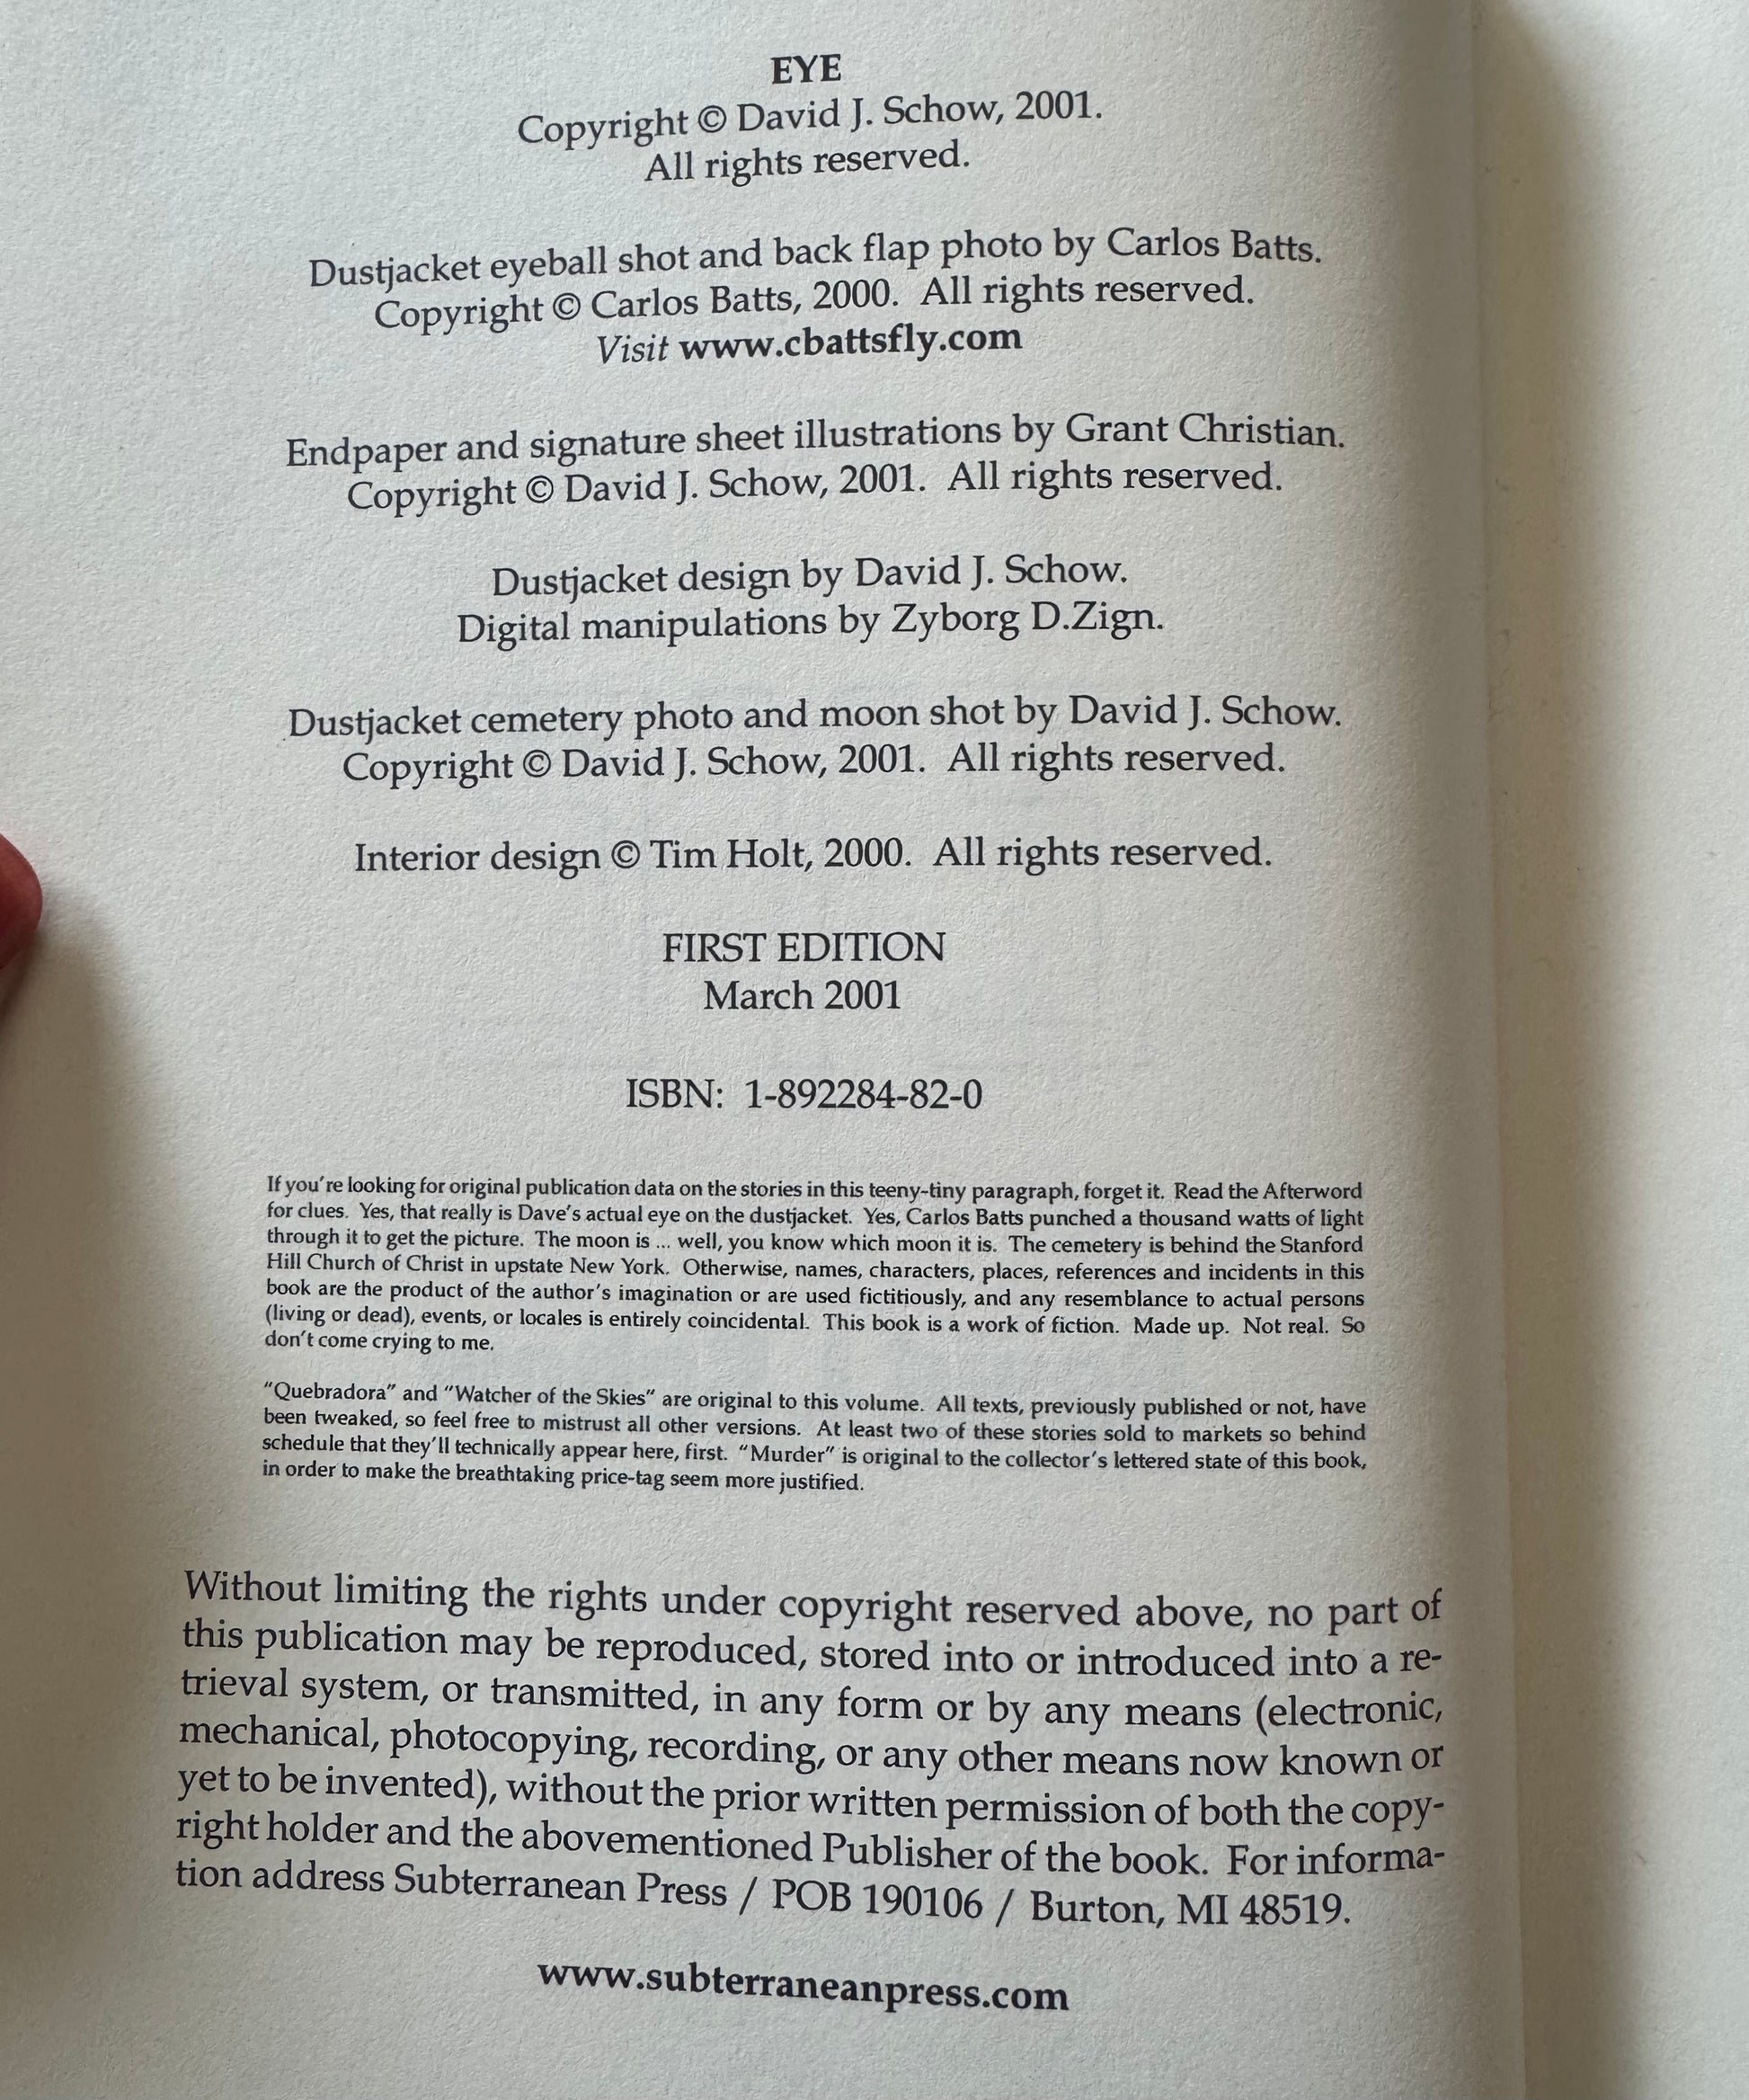 EYE
Copyright © David J. Schow, 2001.
All rights reserved.
Dustjacket eyeball shot and back flap photo by Carlos Batts.
Copyright © Carlos Batts, 2000. All rights reserved.
Visit www.cbattsfly.com
Endpaper and signature sheet illustrations by Grant Christian.
Copyright © David J. Schow, 2001. All rights reserved.
Dustjacket design by David J. Schow.
Digital manipulations by Zyborg D.Zign.
Dustjacket cemetery photo and moon shot by David J. Schow.
Copyright © David J. Schow, 2001. All rights reserved.
Interior design © Tim Holt, 2000. All rights reserved.
FIRST EDITION
March 2001
ISBN: 1-892284-82-0
If you're looking for original publication data on the stories in this teeny-tiny paragraph, forget it. Read the Afterword
for clues. Yes, that really is Dave's actual eye on the dustjacket. Yes, Carlos Batts punched a thousand watts of light
through it to get the picture. The moon is ... well, you know which moon it is. The cemetery is behind the Stanford
Hill Church of Christ in upstate New York. Otherwise, names, characters, places, references and incidents in this
book are the product of the author's imagination or are used fictitiously, and any resemblance to actual persons
(living or dead), events, or locales is entirely coincidental. This book is a work of fiction. Made up. Not real. So
don't come crying to me.
"Quebradora" and "Watcher of the Skies" are original to this volume. All texts, previously published or not, have
been tweaked, so feel free to mistrust all other versions. At least two of these stories sold to markets so behind
schedule that they'll technically appear here, first. "Murder" is original to the collector's lettered state of this book,
in order to make the breathtaking price-tag seem more justified.
Without limiting the rights under copyright reserved above, no part of
this publication may be reproduced, stored into or introduced into a re-
trieval system, or transmitted, in any form or by any means (electronic,
mechanical, photocopying, recording, or any other means now known or
yet to be invented), without the prior written permission of both the copy-
right holder and the abovementioned Publisher of the book. For informa-
tion address Subterranean Press / POB 190106 / Burton, MI 48519.
www.subterraneanpress.com